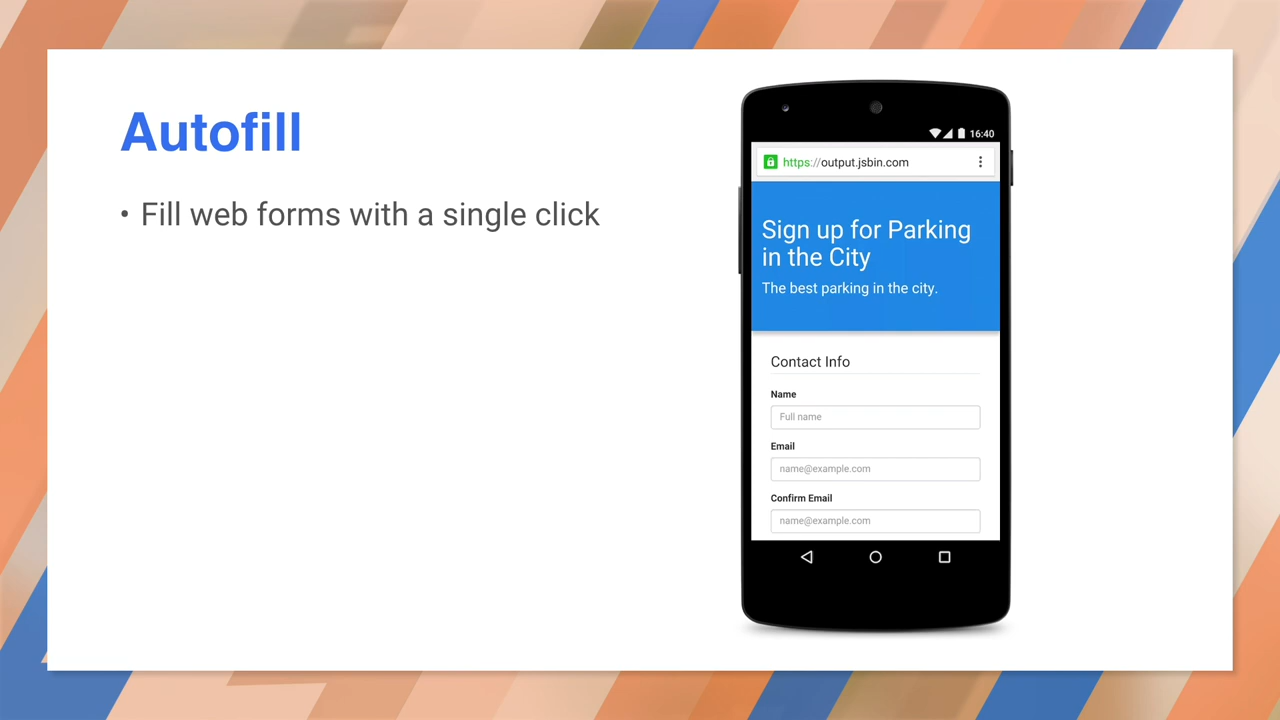 Autofill
• Fill web forms with a single click
16:40
https://output.jsbin.com
Sign up for Parking
in the City
The best parking in the city.
Contact Info
Name
Full name
Email
name@example.com
Confirm Email
name@example.com